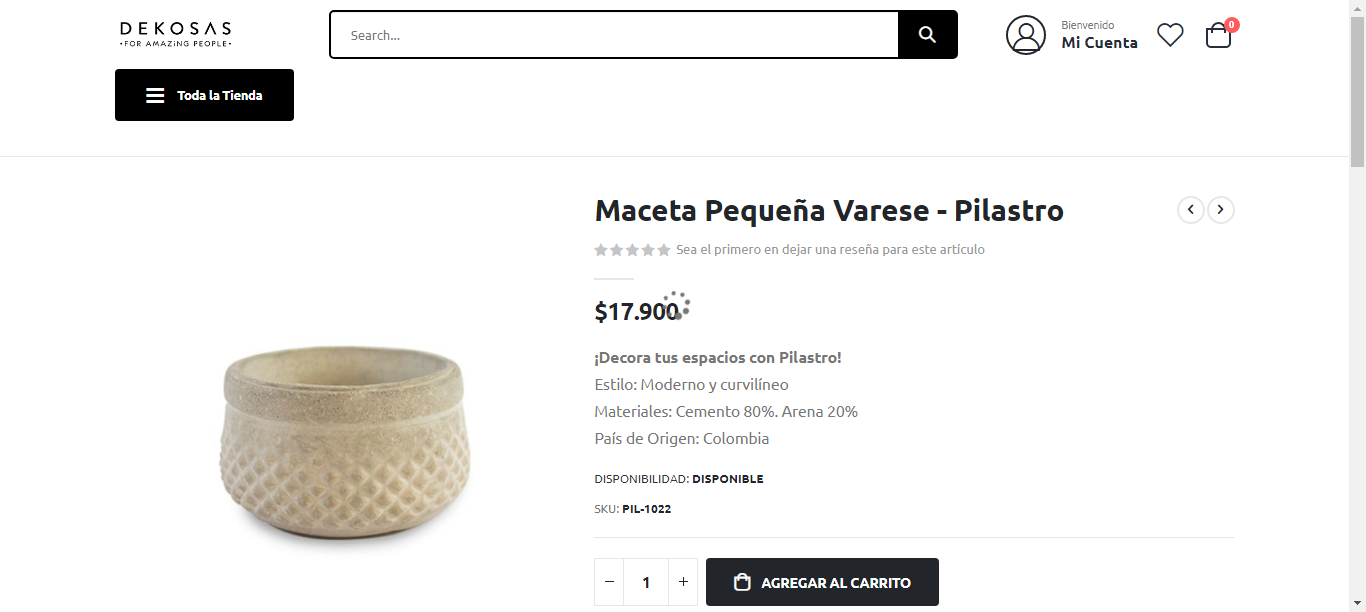 DEKOSAS
•FOR AMAZING PEOPLE•
Search...
Bienvenido
Mi Cuenta
0
Toda la Tienda
Maceta Pequeña Varese - Pilastro
Sea el primero en dejar una reseña para este artículo
$17.900
¡Decora tus espacios con Pilastro!
Estilo: Moderno y curvilíneo
Materiales: Cemento 80%. Arena 20%
País de Origen: Colombia
DISPONIBILIDAD: DISPONIBLE
SKU: PIL-1022
− 1 +
AGREGAR AL CARRITO